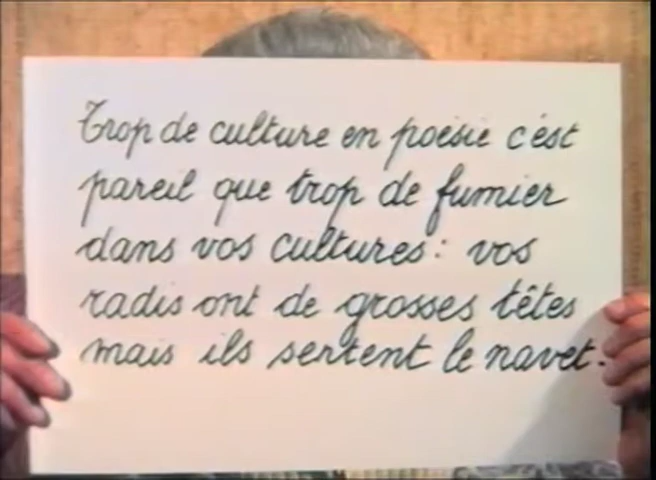 Trop de culture en poésie c'est
pareil que trop de fumier
dans vos cultures : vos
radis ont de grosses têtes
mais ils sentent le navet.